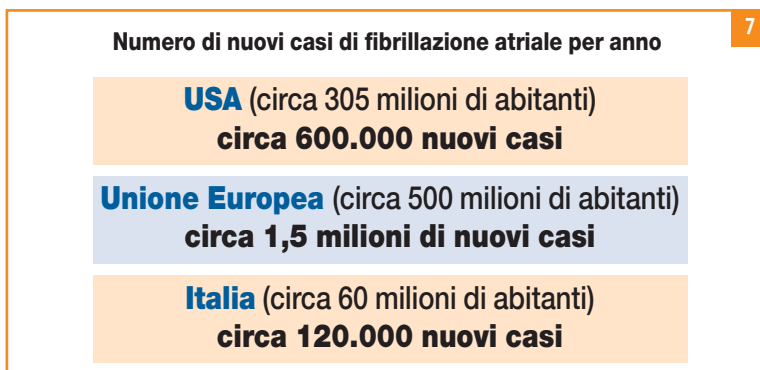 7
Numero di nuovi casi di fibrillazione atriale per anno
USA (circa 305 milioni di abitanti)
circa 600.000 nuovi casi
Unione Europea (circa 500 milioni di abitanti)
circa 1,5 milioni di nuovi casi
Italia (circa 60 milioni di abitanti)
circa 120.000 nuovi casi